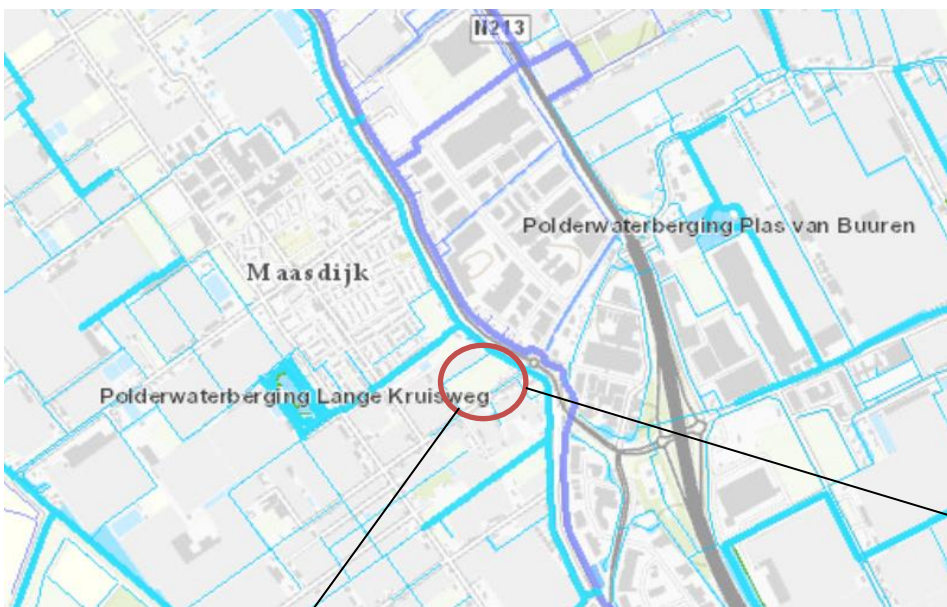 N213
Polderwaterberging Plas van Buuren
Maasdijk
Polderwaterberging Lange Kruisweg